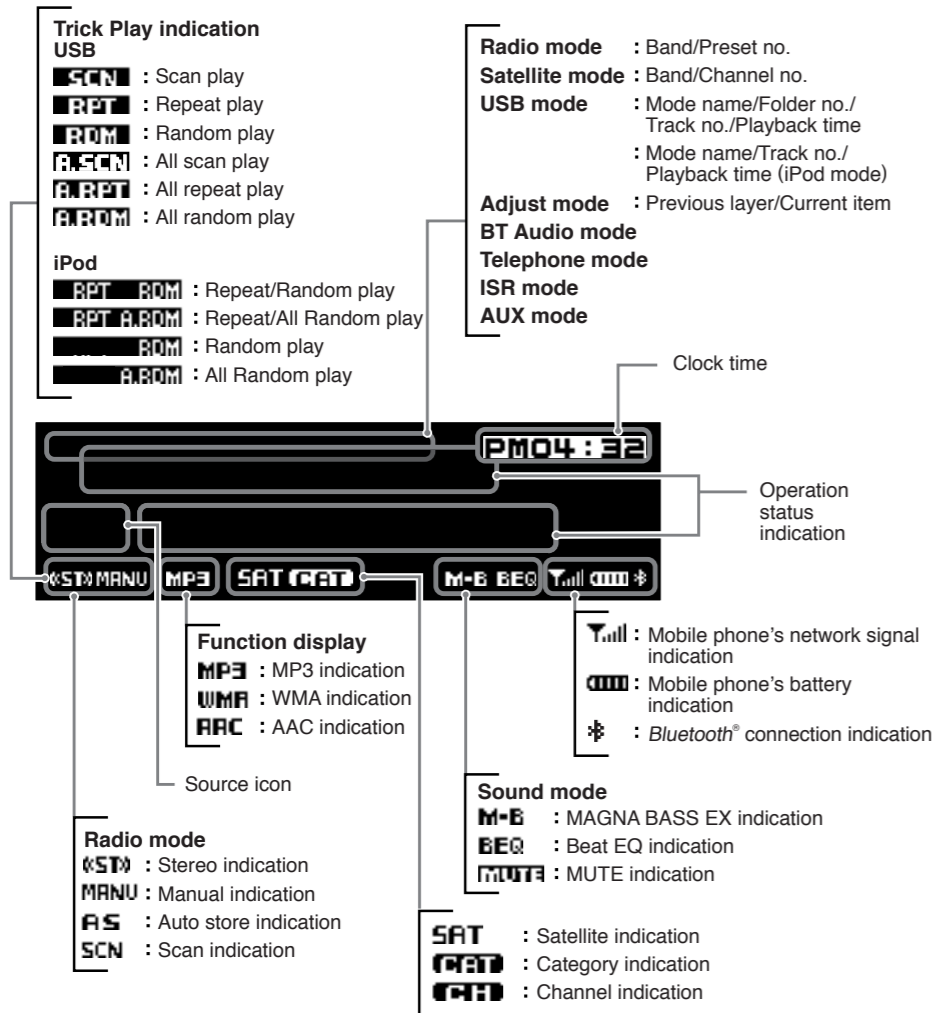 Trick Play indication
USB
SCN : Scan play
RPT : Repeat play
RDM : Random play
A.SCN : All scan play
A.RPT : All repeat play
A.RDM : All random play
iPod
RPT RDM : Repeat/Random play
RPT A.RDM : Repeat/All Random play
RDM : Random play
A.RDM : All Random play
Radio mode : Band/Preset no.
Satellite mode : Band/Channel no.
USB mode : Mode name/Folder no./
Track no./Playback time
: Mode name/Track no./
Playback time (iPod mode)
Adjust mode : Previous layer/Current item
BT Audio mode
Telephone mode
ISR mode
AUX mode
Clock time
PM04:32
Operation
status
indication
ST MANU MP3 SAT CAT M-B BEQ
Function display
MP3 : MP3 indication
WMA : WMA indication
AAC : AAC indication
Source icon
Radio mode
ST : Stereo indication
MANU : Manual indication
AS : Auto store indication
SCN : Scan indication
: Mobile phone's network signal
indication
: Mobile phone's battery
indication
: Bluetooth® connection indication
Sound mode
M-B : MAGNA BASS EX indication
BEQ : Beat EQ indication
MUTE : MUTE indication
SAT : Satellite indication
CAT : Category indication
CH : Channel indication